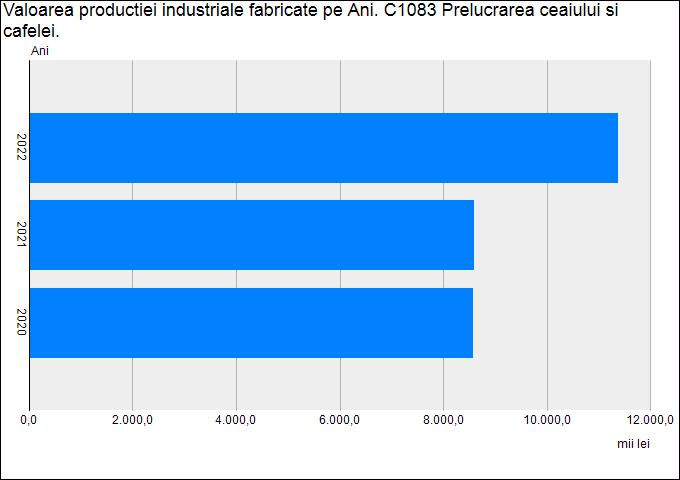 Valoarea productiei industriale fabricate pe Ani. C1083 Prelucrarea ceaiului si
cafelei.
Ani
2022
2021
2020
0,0 2.000,0 4.000,0 6.000,0 8.000,0 10.000,0 12.000,0
mii lei